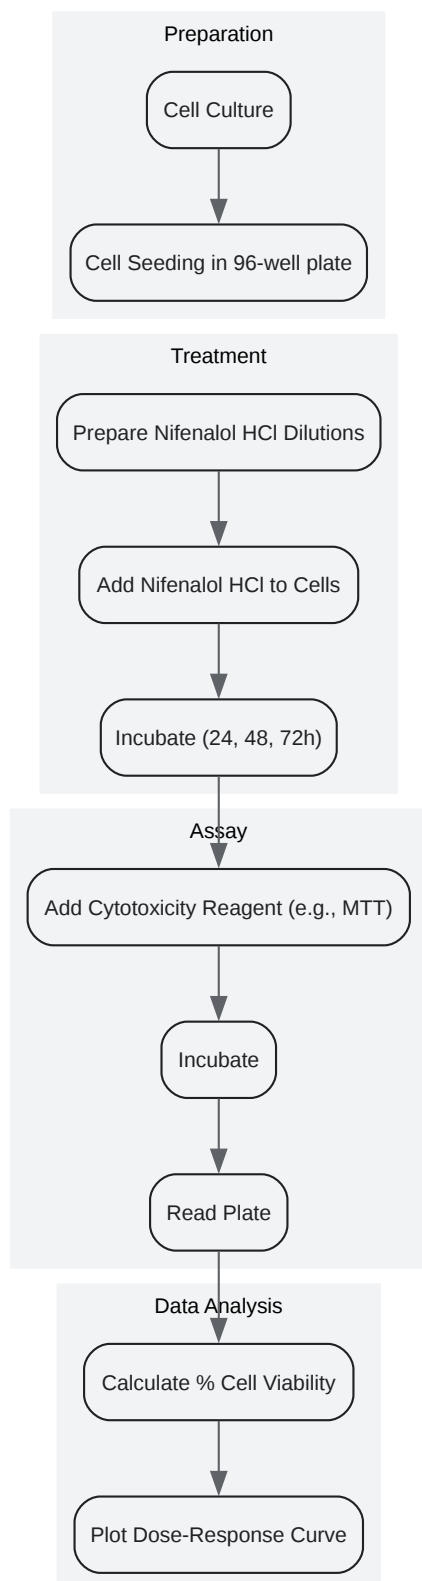 Preparation
Cell Culture
Cell Seeding in 96-well plate
Treatment
Prepare Nifenalol HCl Dilutions
Add Nifenalol HCl to Cells
Incubate (24, 48, 72h)
Assay
Add Cytotoxicity Reagent (e.g., MTT)
Incubate
Read Plate
Data Analysis
Calculate % Cell Viability
Plot Dose-Response Curve